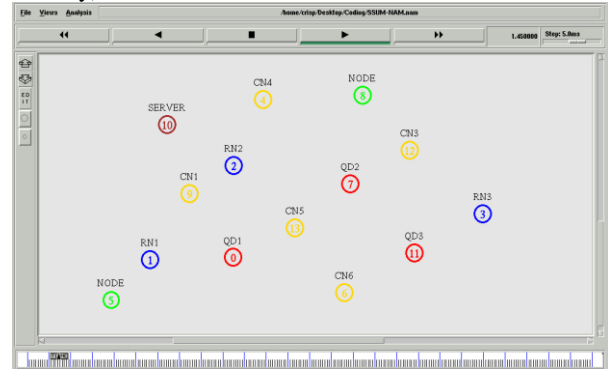 File Views Analysis /home/crisp/Desktop/Coding/SSUM-NAM.nam
1.450000 Step: 5.0ms
CN4
4
NODE
8
SERVER
10
CN3
12
RN2
2
QD2
7
CN1
9
RN3
3
CN5
13
RN1
1
QD1
0
QD3
11
CN6
6
NODE
5